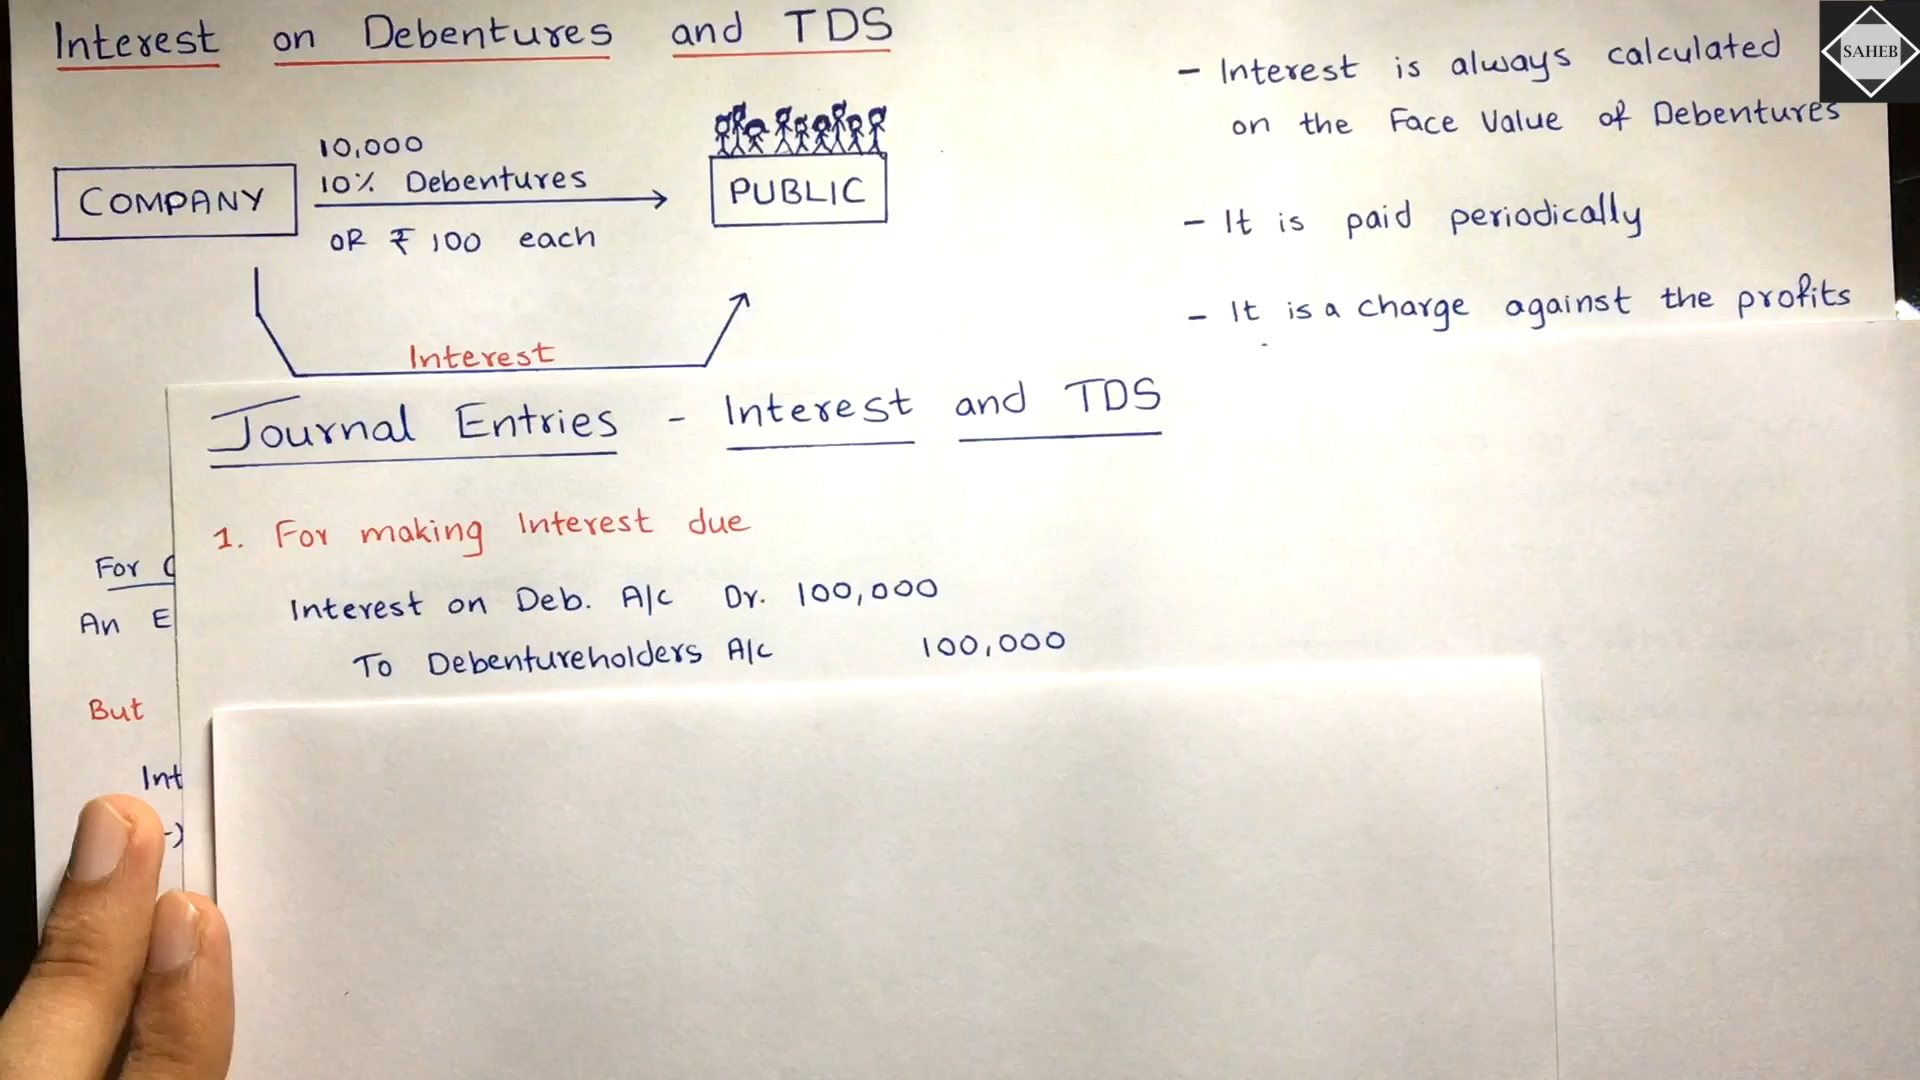 Interest on Debentures and TDS
COMPANY
10,000
10% Debentures
OR ₹ 100 each
PUBLIC
Interest
- Interest is always calculated
on the Face Value of Debentures
- It is paid periodically
- It is a charge against the profits
SAHEB
Journal Entries - Interest and TDS
1. For making Interest due
Interest on Deb. A/c Dr. 100,000
To Debentureholders A/c 100,000
For
An E
But
Int